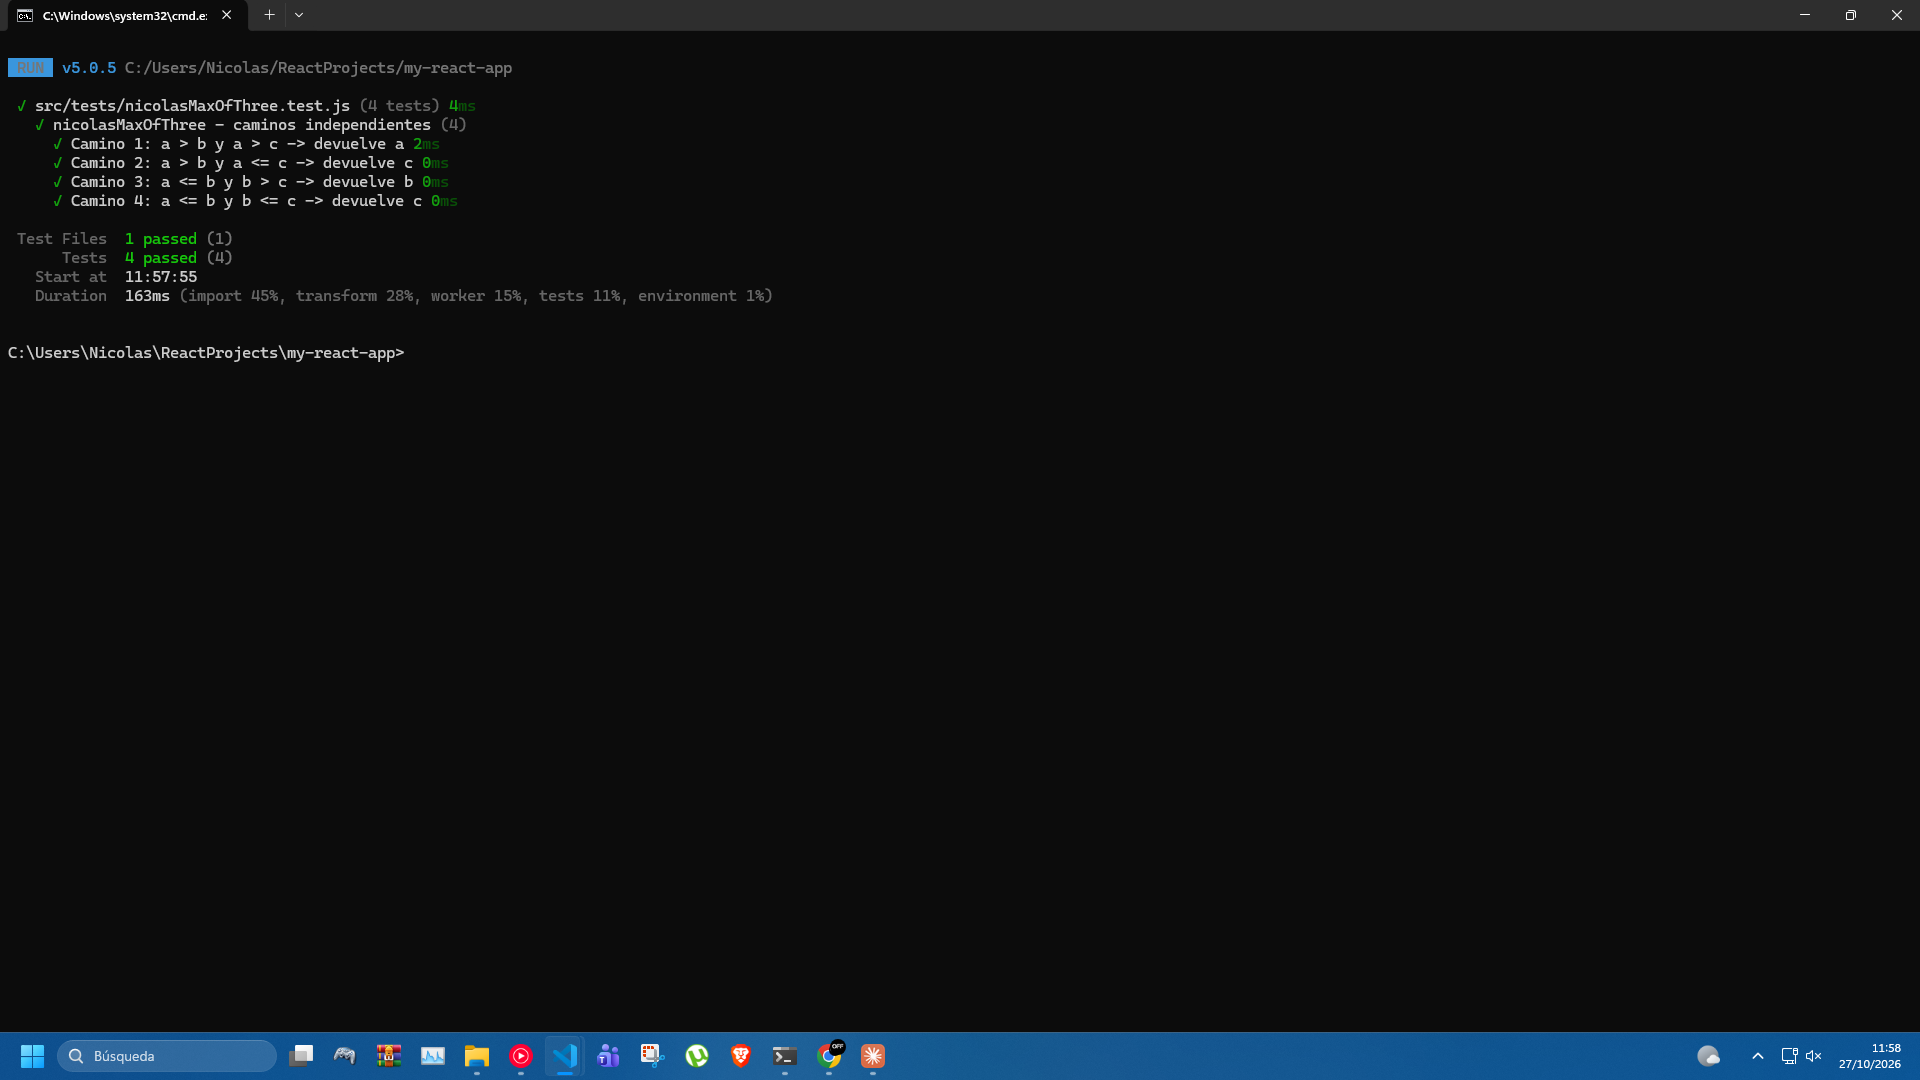 C:\Windows\system32\cmd.e:
RUN v5.0.5 C:/Users/Nicolas/ReactProjects/my-react-app
✓ src/tests/nicolasMaxOfThree.test.js (4 tests) 4ms
✓ nicolasMaxOfThree - caminos independientes (4)
✓ Camino 1: a > b y a > c -> devuelve a 2ms
✓ Camino 2: a > b y a <= c -> devuelve c 0ms
✓ Camino 3: a <= b y b > c -> devuelve b 0ms
✓ Camino 4: a <= b y b <= c -> devuelve c 0ms
Test Files 1 passed (1)
Tests 4 passed (4)
Start at 11:57:55
Duration 163ms (import 45%, transform 28%, worker 15%, tests 11%, environment 1%)
C:\Users\Nicolas\ReactProjects\my-react-app>
Búsqueda
OFF
11:58
27/10/2026